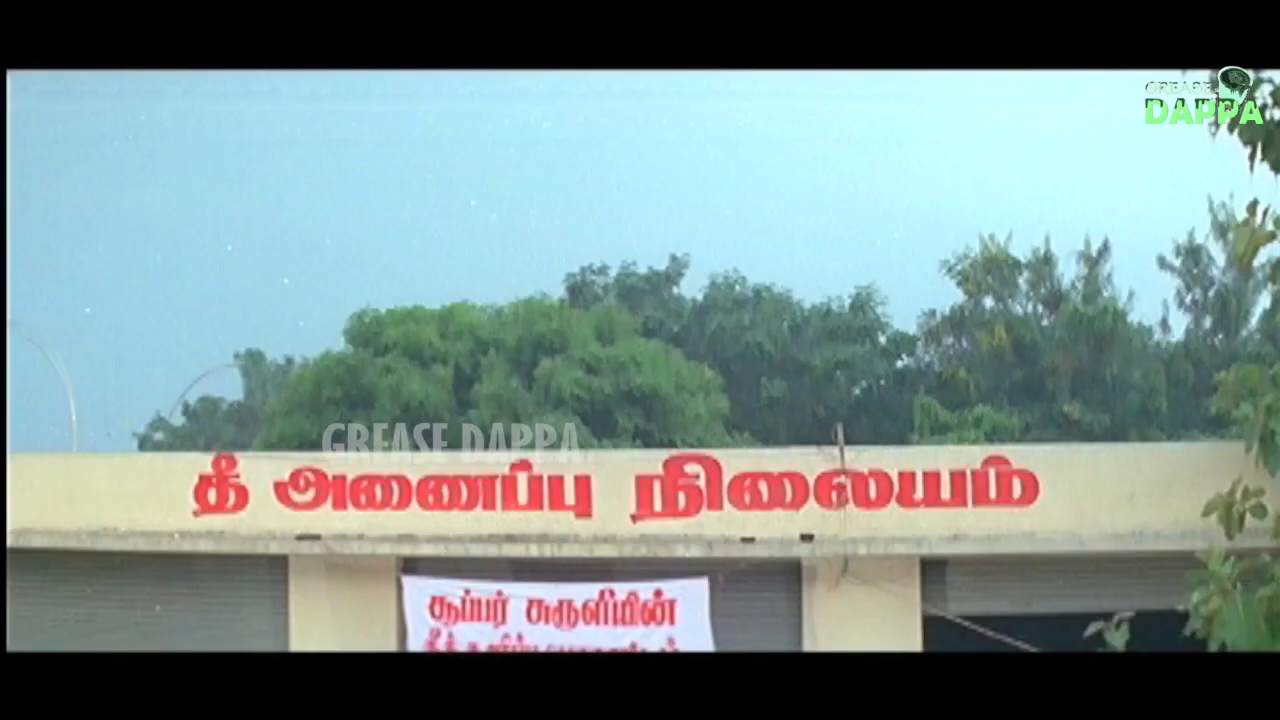 GREASE
DAPPA
GREASE DAPPA
தீ அணைப்பு நிலையம்
சூப்பர் சுருளியின்